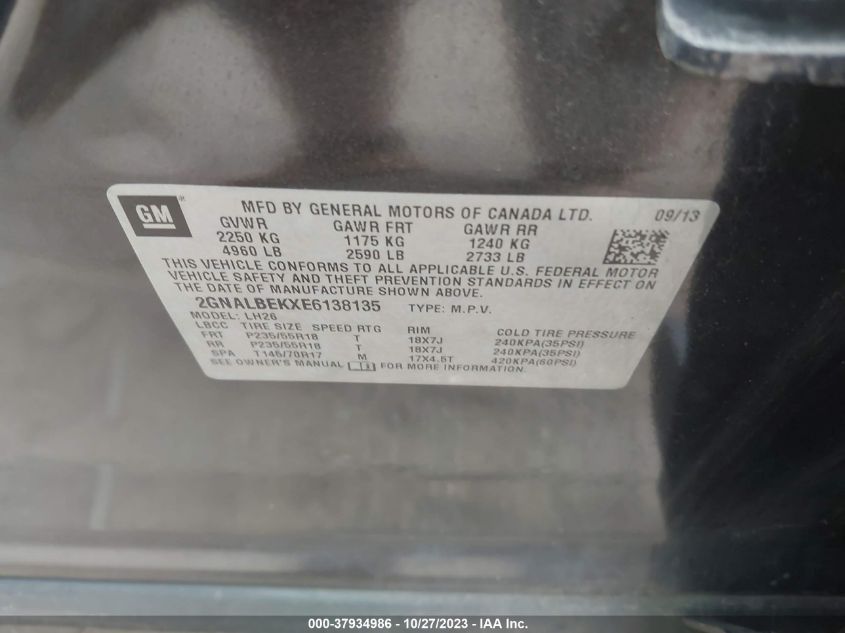 GM
MFD BY GENERAL MOTORS OF CANADA LTD. 09/13
GVWR GAWR FRT GAWR RR
2250 KG 1175 KG 1240 KG
4960 LB 2590 LB 2733 LB
THIS VEHICLE CONFORMS TO ALL APPLICABLE U.S. FEDERAL MOTOR
VEHICLE SAFETY AND THEFT PREVENTION STANDARDS IN EFFECT ON
THE DATE OF MANUFACTURE SHOWN ABOVE.
2GNALBEKXE6138135 TYPE: M.P.V.
MODEL: LH26
LBCC TIRE SIZE SPEED RTG RIM COLD TIRE PRESSURE
FRT P235/55R18 T 18X7J 240KPA(35PSI)
RR P235/55R18 T 18X7J 240KPA(35PSI)
SPA T145/70R17 M 17X4.5T 420KPA(60PSI)
SEE OWNER'S MANUAL FOR MORE INFORMATION.
000-37934986 - 10/27/2023 - IAA Inc.